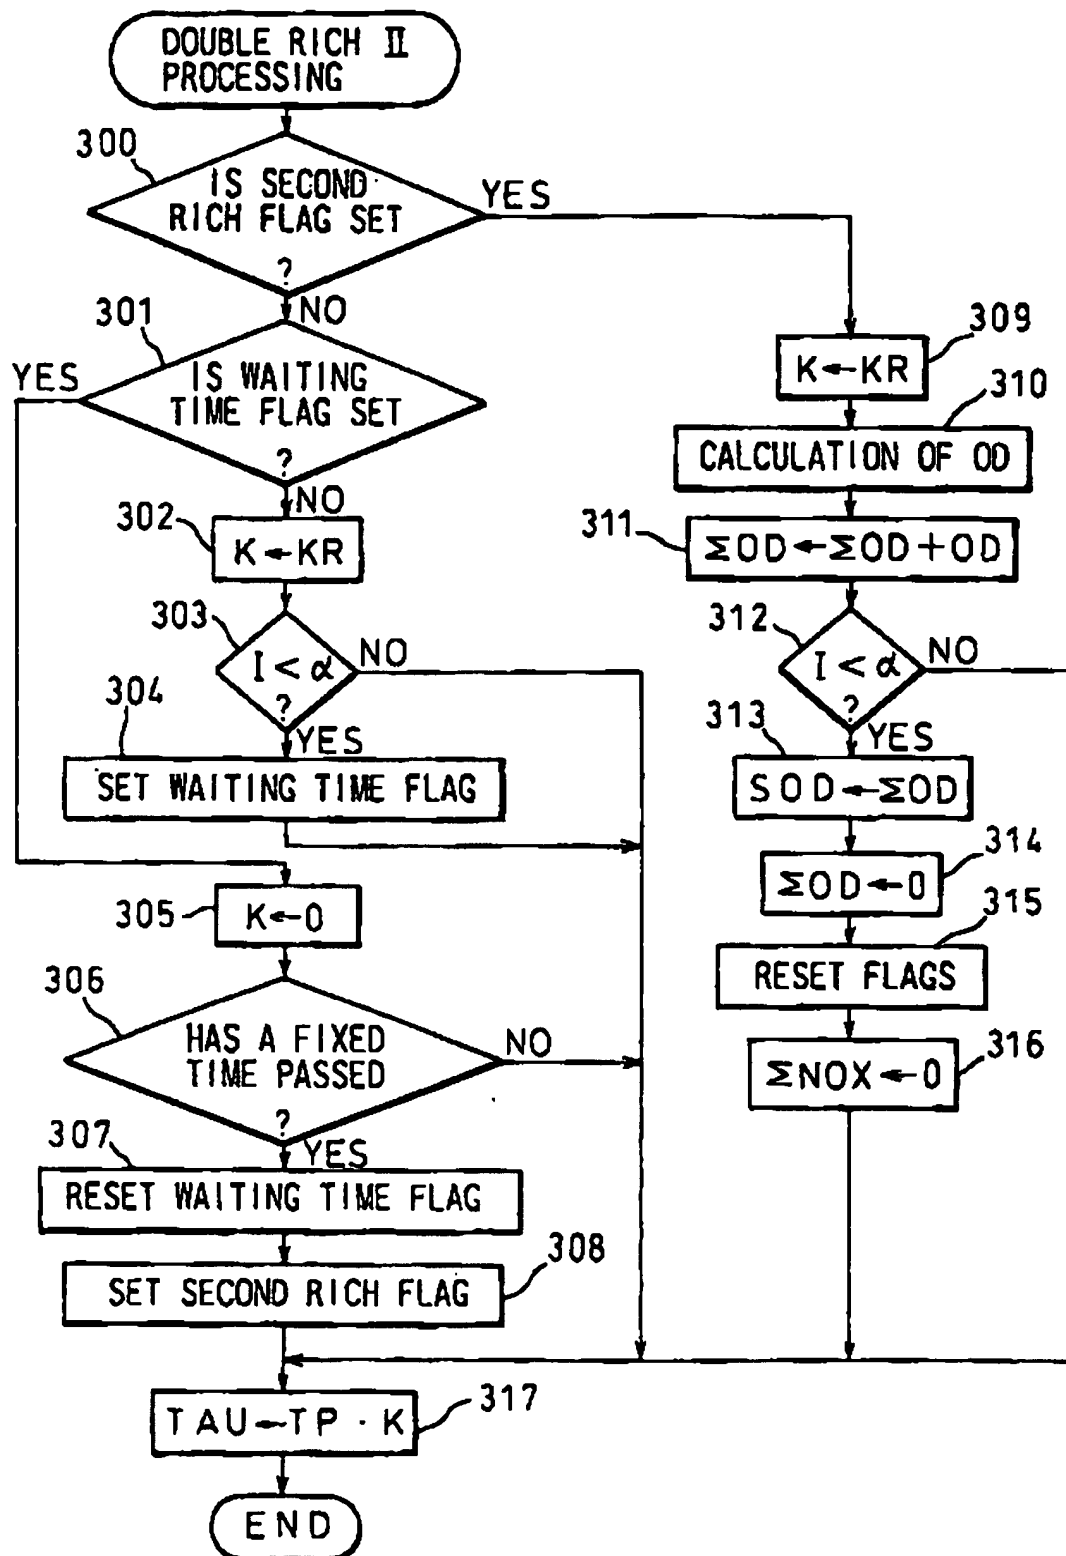 DOUBLE RICH II
PROCESSING
300
IS SECOND
RICH FLAG SET
?
YES
NO
301
YES
IS WAITING
TIME FLAG SET
?
NO
302
K←KR
303
I < α
?
NO
YES
304
SET WAITING TIME FLAG
305
K←0
306
HAS A FIXED
TIME PASSED
?
NO
YES
307
RESET WAITING TIME FLAG
308
SET SECOND RICH FLAG
309
K←KR
310
CALCULATION OF OD
311
ΣOD←ΣOD+OD
312
I < α
?
NO
YES
313
SOD←ΣOD
314
ΣOD←0
315
RESET FLAGS
316
ΣNOX←0
317
TAU←TP · K
END